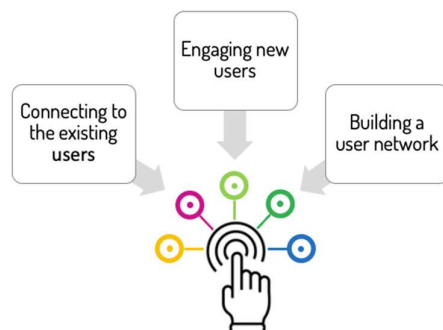 Connecting to
the existing
users
Engaging new
users
Building a
user network